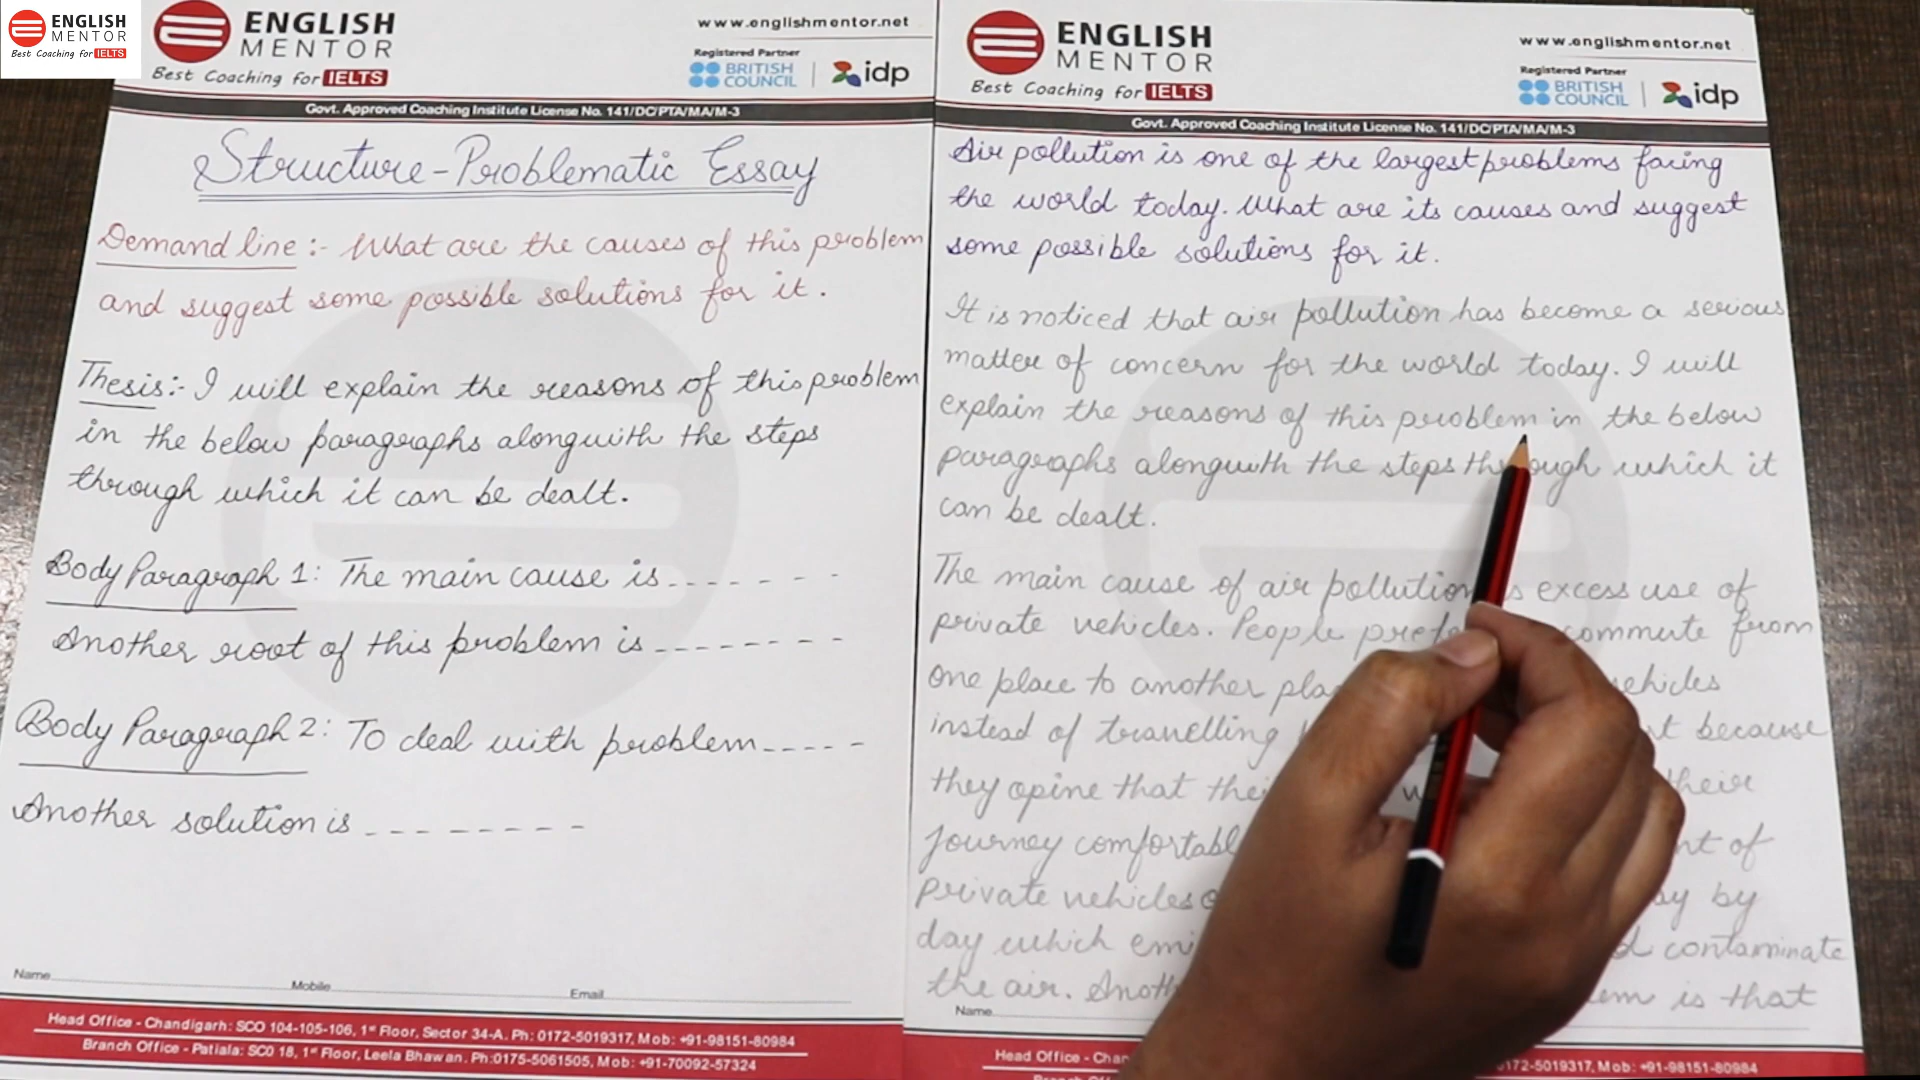 ENGLISH
MENTOR
Best Coaching for IELTS
ENGLISH
MENTOR
Best Coaching for IELTS
www.englishmentor.net
Registered Partner
BRITISH
COUNCIL
idp
Govt. Approved Coaching Institute License No. 141/DC/PTA/MA/M-3
Structure-Problematic Essay
Demand line :- What are the causes of this problem
and suggest some possible solutions for it.
Thesis:- I will explain the reasons of this problem
in the below paragraphs alongwith the steps
through which it can be dealt.
Body Paragraph 1: The main cause is - - - - - - -
Another root of this problem is - - - - - - - -
Body Paragraph 2: To deal with problem - - - - -
Another solution is - - - - - - - -
Name
Mobile
Email
Head Office - Chandigarh: SCO 104-105-106, 1st Floor, Sector 34-A. Ph: 0172-5019317, Mob: +91-98151-80984
Branch Office - Patiala: SCO 18, 1st Floor, Leela Bhawan. Ph:0175-5061505, Mob: +91-70092-57324
ENGLISH
MENTOR
Best Coaching for IELTS
www.englishmentor.net
Registered Partner
BRITISH
COUNCIL
idp
Govt. Approved Coaching Institute License No. 141/DC/PTA/MA/M-3
Air pollution is one of the largest problems facing
the world today. What are its causes and suggest
some possible solutions for it.
It is noticed that air pollution has become a serious
matter of concern for the world today. I will
explain the reasons of this problem in the below
paragraphs alongwith the steps through which it
can be dealt.
The main cause of air pollution is excess use of
private vehicles. People commute from
one place to another
instead of travelling because
they opine that their
journey
private vehicles by
day which contaminate
the air. is that
Name
Head Office - 172-5019317, Mob: +91-98151-80984